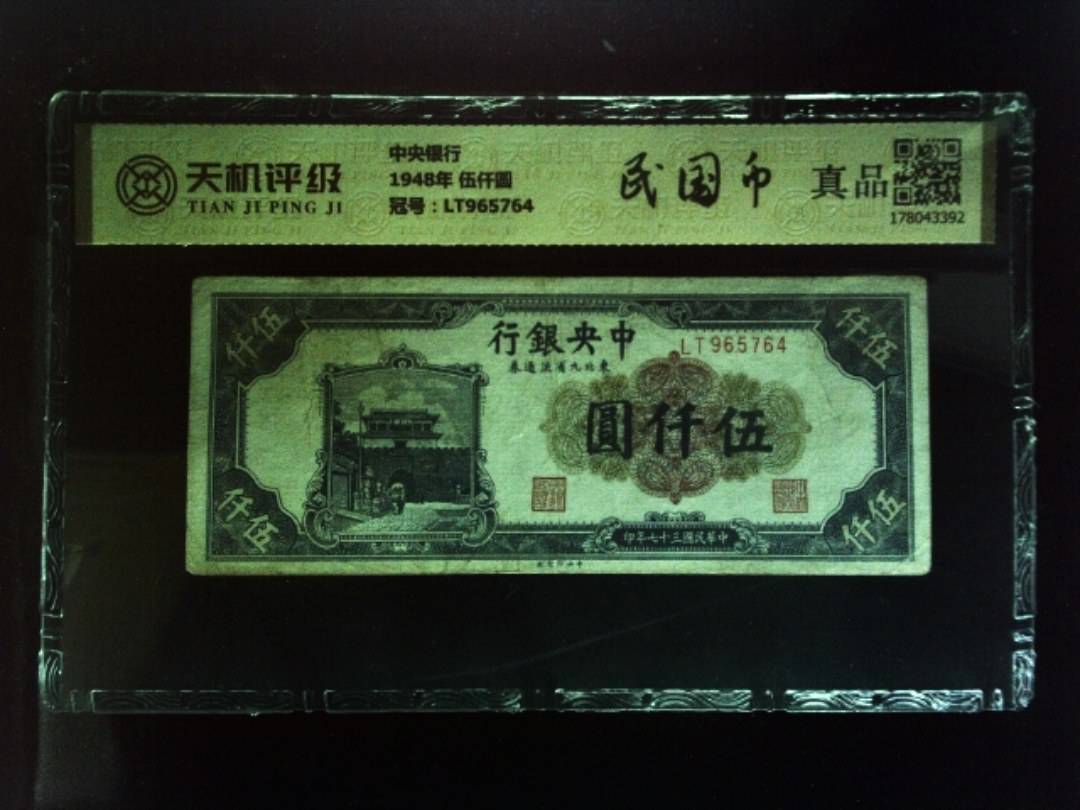 天机评级
TIAN JI PING JI
中央银行
1948年 伍仟圆
冠号：LT965764
民国币
真品
178043392
仟伍
仟伍
行銀央中
LT965764
券通流省九北東
圓仟伍
仟伍
仟伍
印年七十三國民華中